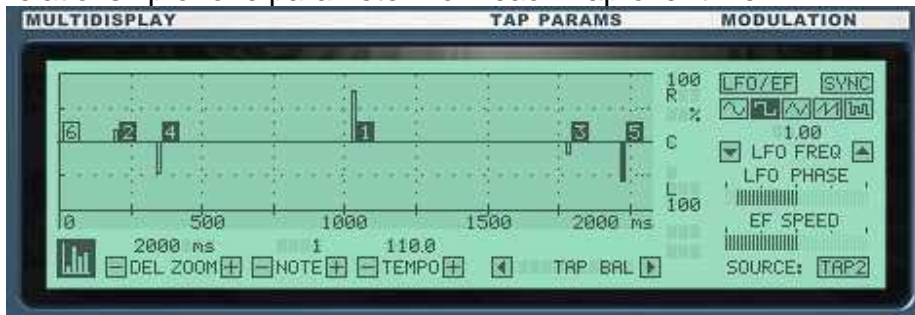 MULTIDISPLAY TAP PARAMS MODULATION
100 LFO/EF SYNC
R
%
6 2 4 1 3 5 1.00
C LFO FREQ
LFO PHASE
L
100
0 500 1000 1500 2000 ms EF SPEED
2000 ms 1 110.0
DEL ZOOM NOTE TEMPO TAP BAL SOURCE: TAP2